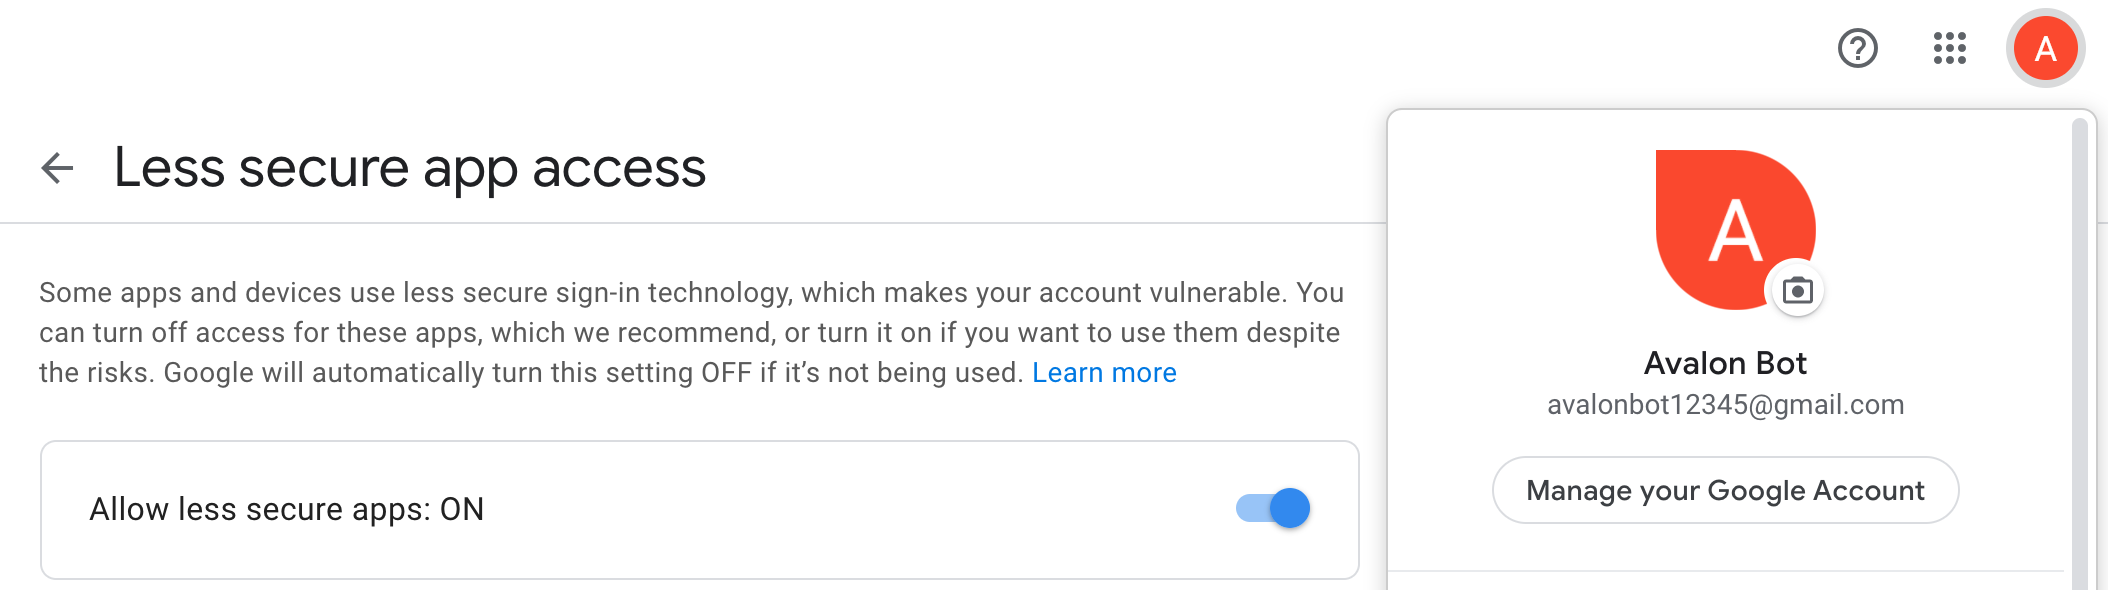 A
Less secure app access
Some apps and devices use less secure sign-in technology, which makes your account vulnerable. You
can turn off access for these apps, which we recommend, or turn it on if you want to use them despite
the risks. Google will automatically turn this setting OFF if it’s not being used. Learn more
Allow less secure apps: ON
A
Avalon Bot
avalonbot12345@gmail.com
Manage your Google Account